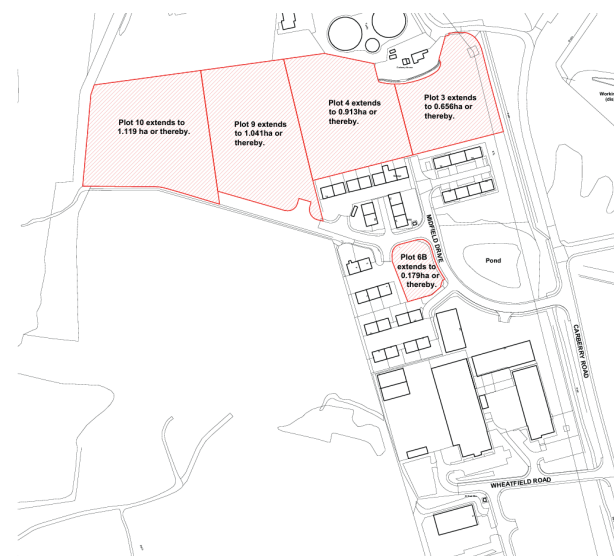 Plot 10 extends to
1.119 ha or thereby.
Plot 9 extends to
1.041ha or
thereby.
Plot 4 extends
to 0.913ha or
thereby.
Plot 3 extends to
0.656ha or
thereby.
MIDFIELD DRIVE
Plot 6B
extends to
0.179ha or
thereby.
Pond
CARBERRY ROAD
WHEATFIELD ROAD